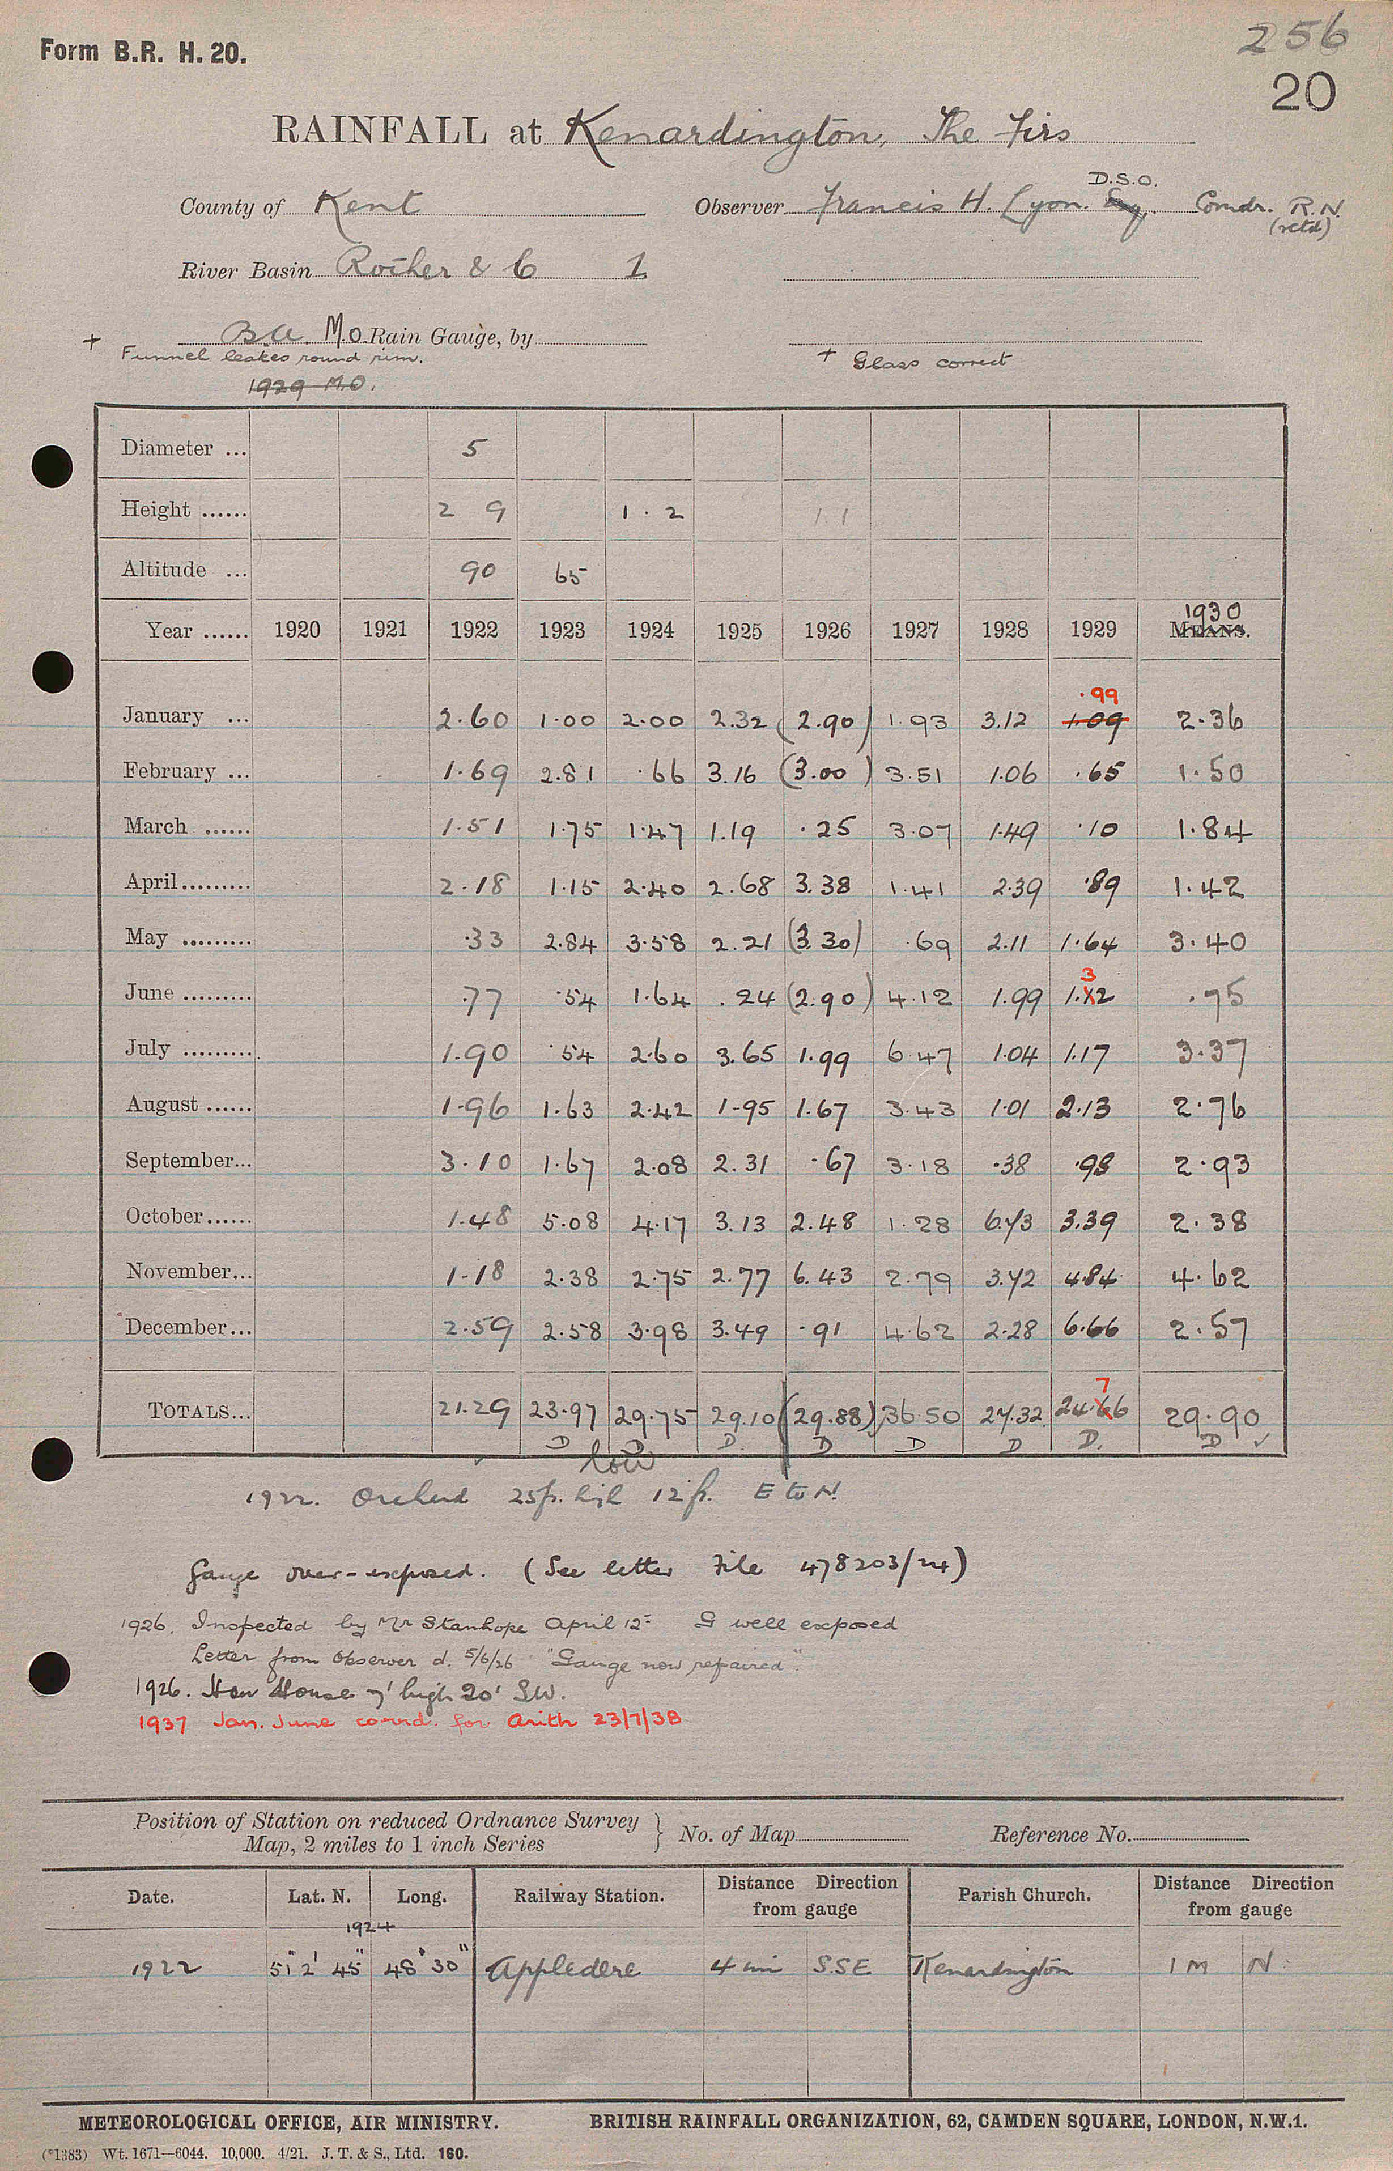 256
Form B.R. H. 20.
20
RAINFALL at Kenardington, The Firs
D.S.O.
County of Kent Observer Francis H. Lyon. Esq. Comdr. R.N.
(retd)
River Basin Rother & C 1
M.O. Rain Gauge, by
+ Funnel leakes round rim. + Glass correct
1929 M.O.
Diameter ... 5
Height ...... 2 9 1 . 2 1 . 1
Altitude ... 90 65
1930
Year ...... 1920 1921 1922 1923 1924 1925 1926 1927 1928 1929 MEANS.
.99
January ... 2.60 1.00 2.00 2.32 (2.90) 1.93 3.12 1.09 2.36
February ... 1.69 2.81 .66 3.16 (3.00) 3.51 1.06 .65 1.50
March ...... 1.51 1.75 1.47 1.19 .25 3.07 1.49 .10 1.84
April......... 2.18 1.15 2.40 2.68 3.38 1.41 2.39 .89 1.42
May ......... .33 2.84 3.58 2.21 (3.30) .69 2.11 1.64 3.40
3
June ......... .77 .54 1.64 .24 (2.90) 4.12 1.99 1.22 .75
July ......... 1.90 .54 2.60 3.65 1.99 6.47 1.04 1.17 3.37
August ...... 1.96 1.63 2.42 1.95 1.67 3.43 1.01 2.13 2.76
September... 3.10 1.67 2.08 2.31 .67 3.18 .38 .98 2.93
October...... 1.48 5.08 4.17 3.13 2.48 1.28 6.43 3.39 2.38
November... 1.18 2.38 2.75 2.77 6.43 2.79 3.42 4.84 4.62
December... 2.59 2.58 3.98 3.49 .91 4.62 2.28 6.66 2.57
7
TOTALS... 21.29 23.97 29.75 29.10 (29.88) 36.50 27.32 24.66 29.90
D D D D D D D D ✓
low
1922. Orchard 25ft. high 12ft. E to N.
Gauge over-exposed. (See letter File 478203/24)
1926. Inspected by Mr Stanhope April 12 G well exposed
Letter from Observer d. 5/6/26 "Gauge now repaired".
1926. New House 7' high 20' SW.
1937 Jan. June corrd. for Arith 23/7/38
Position of Station on reduced Ordnance Survey
Map, 2 miles to 1 inch Series } No. of Map Reference No.
Date. Lat. N. Long. Railway Station. Distance Direction from gauge Parish Church. Distance Direction from gauge
1924
1922 51° 2' 45" 48' 30" Appledore 4 mi SSE Kenardington 1 M N
METEOROLOGICAL OFFICE, AIR MINISTRY. BRITISH RAINFALL ORGANIZATION, 62, CAMDEN SQUARE, LONDON, N.W.1.
(*1383) Wt. 1671—6044. 10,000. 4/21. J. T. & S., Ltd. 160.